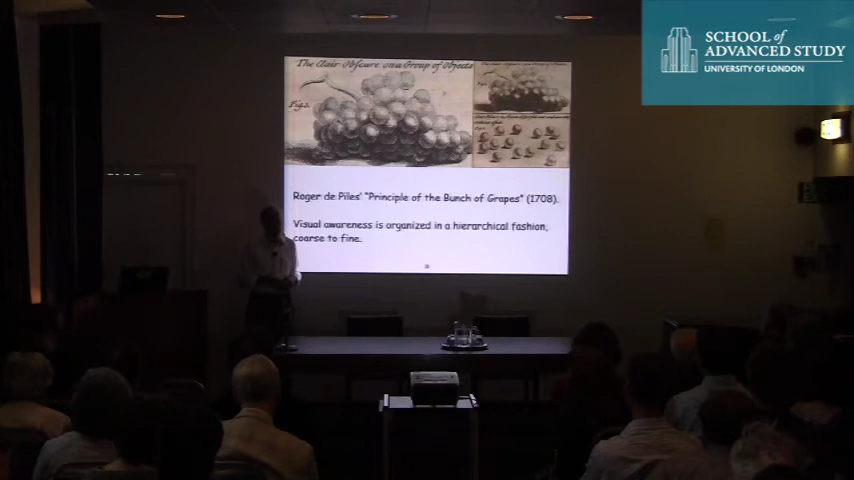 SCHOOL of
ADVANCED STUDY
UNIVERSITY OF LONDON
The Clair Obscure on a Group of Objects
Roger de Piles' "Principle of the Bunch of Grapes" (1708).
Visual awareness is organized in a hierarchical fashion,
coarse to fine.